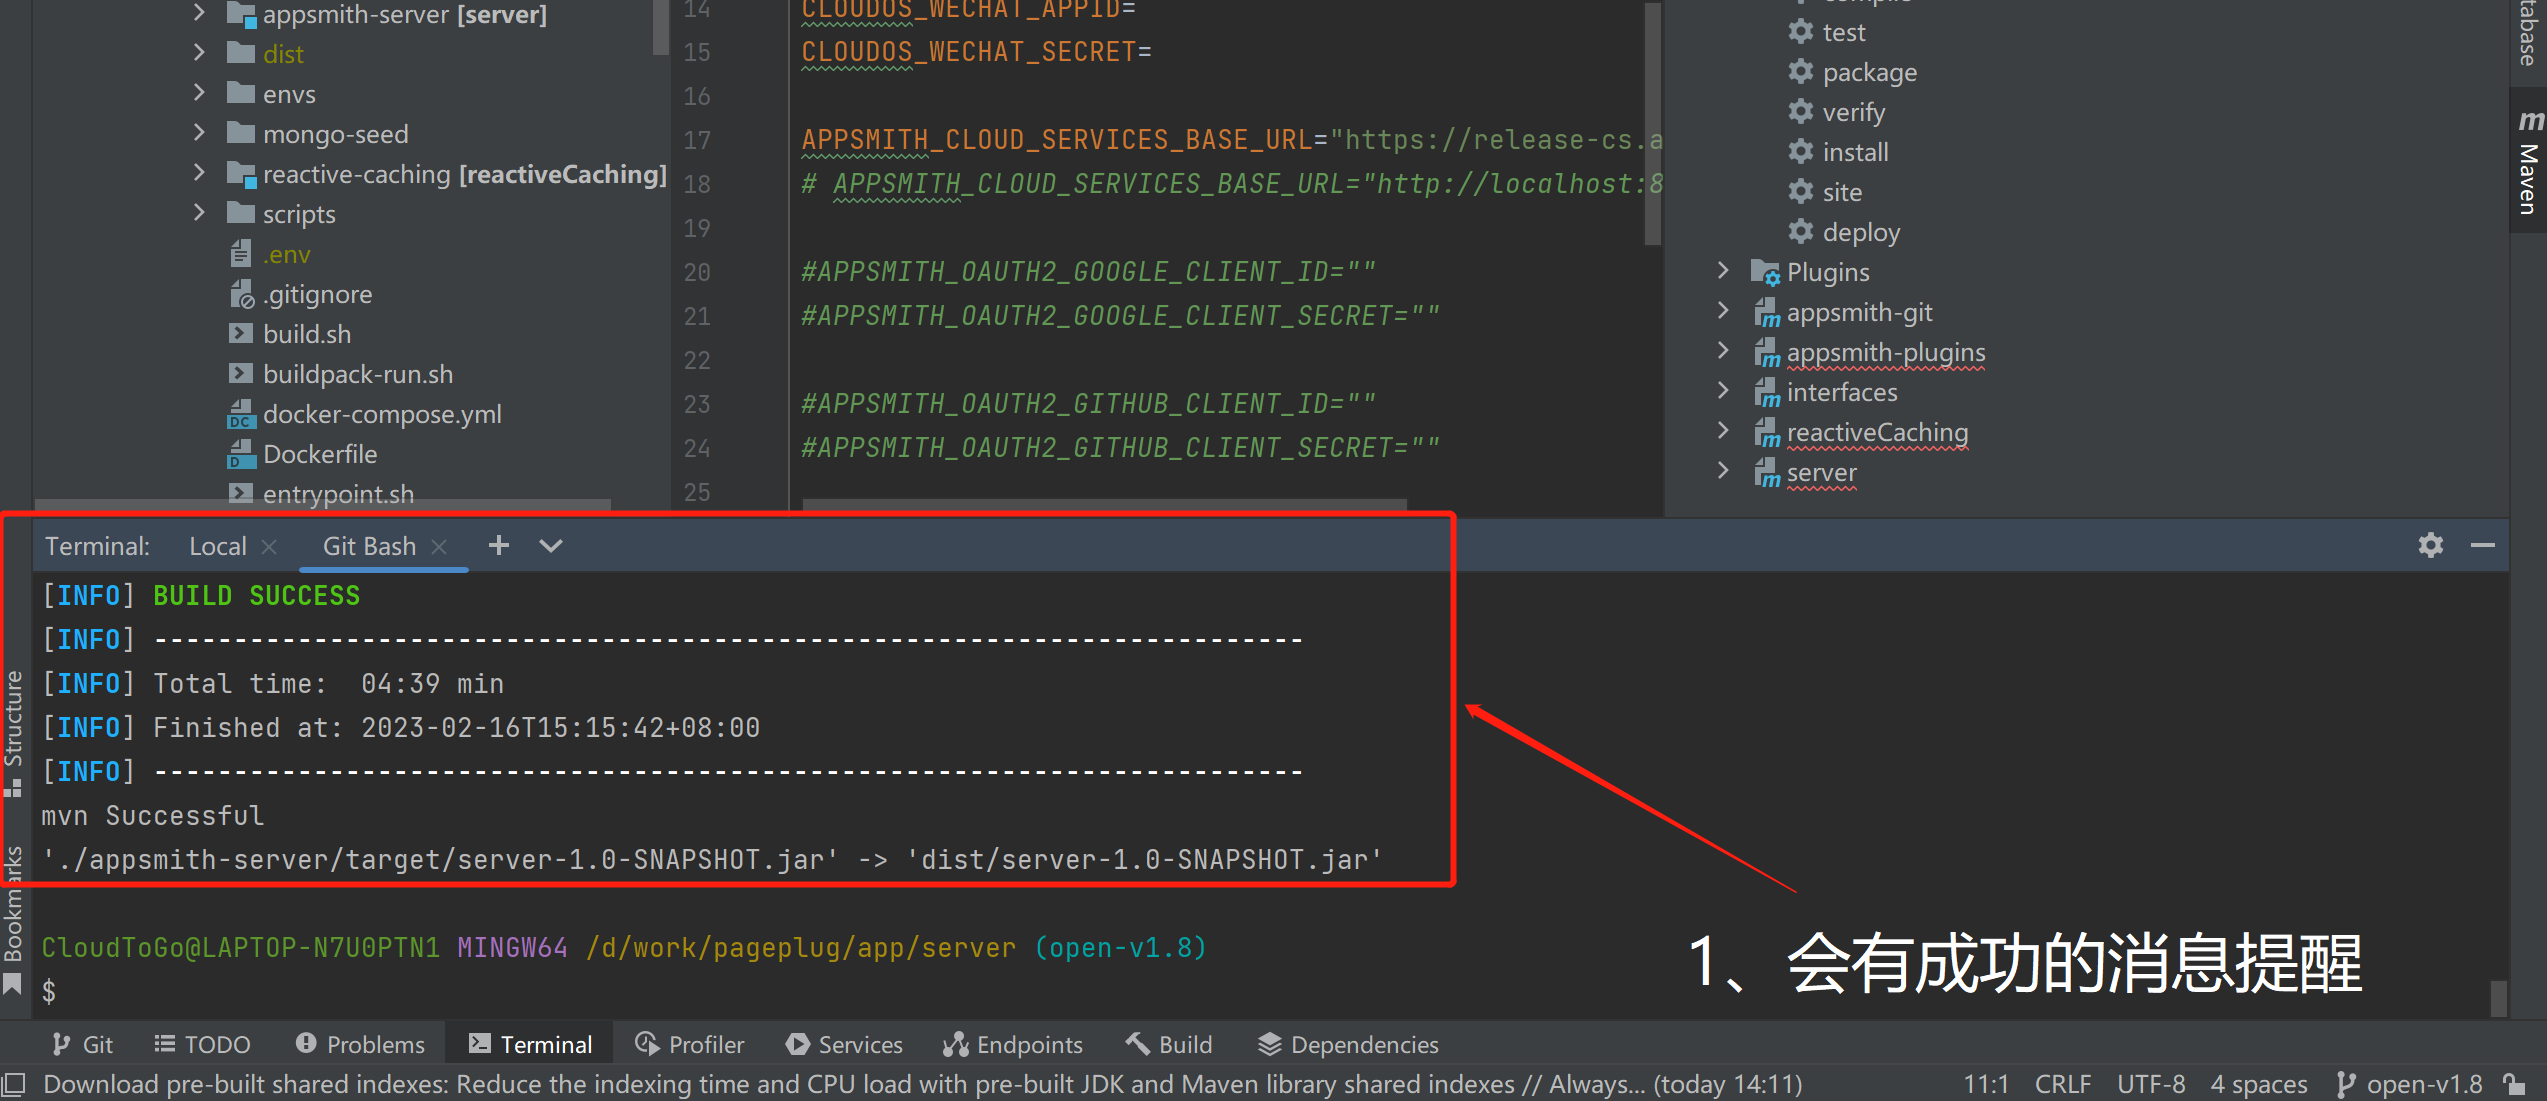 appsmith-server [server]
dist
envs
mongo-seed
reactive-caching [reactiveCaching]
scripts
.env
.gitignore
build.sh
buildpack-run.sh
docker-compose.yml
Dockerfile
entrypoint.sh
14 CLOUDOS_WECHAT_APPID=
15 CLOUDOS_WECHAT_SECRET=
16
17 APPSMITH_CLOUD_SERVICES_BASE_URL="https://release-cs.a
18 # APPSMITH_CLOUD_SERVICES_BASE_URL="http://localhost:8
19
20 #APPSMITH_OAUTH2_GOOGLE_CLIENT_ID=""
21 #APPSMITH_OAUTH2_GOOGLE_CLIENT_SECRET=""
22
23 #APPSMITH_OAUTH2_GITHUB_CLIENT_ID=""
24 #APPSMITH_OAUTH2_GITHUB_CLIENT_SECRET=""
25
test
package
verify
install
site
deploy
Plugins
appsmith-git
appsmith-plugins
interfaces
reactiveCaching
server
Maven
Terminal: Local Git Bash
[INFO] BUILD SUCCESS
[INFO] ------------------------------------------------------------------------
[INFO] Total time:  04:39 min
[INFO] Finished at: 2023-02-16T15:15:42+08:00
[INFO] ------------------------------------------------------------------------
mvn Successful
'./appsmith-server/target/server-1.0-SNAPSHOT.jar' -> 'dist/server-1.0-SNAPSHOT.jar'
CloudToGo@LAPTOP-N7U0PTN1 MINGW64 /d/work/pageplug/app/server (open-v1.8)
$
1、会有成功的消息提醒
Structure
Bookmarks
Git TODO Problems Terminal Profiler Services Endpoints Build Dependencies
Download pre-built shared indexes: Reduce the indexing time and CPU load with pre-built JDK and Maven library shared indexes // Always... (today 14:11) 11:1 CRLF UTF-8 4 spaces open-v1.8